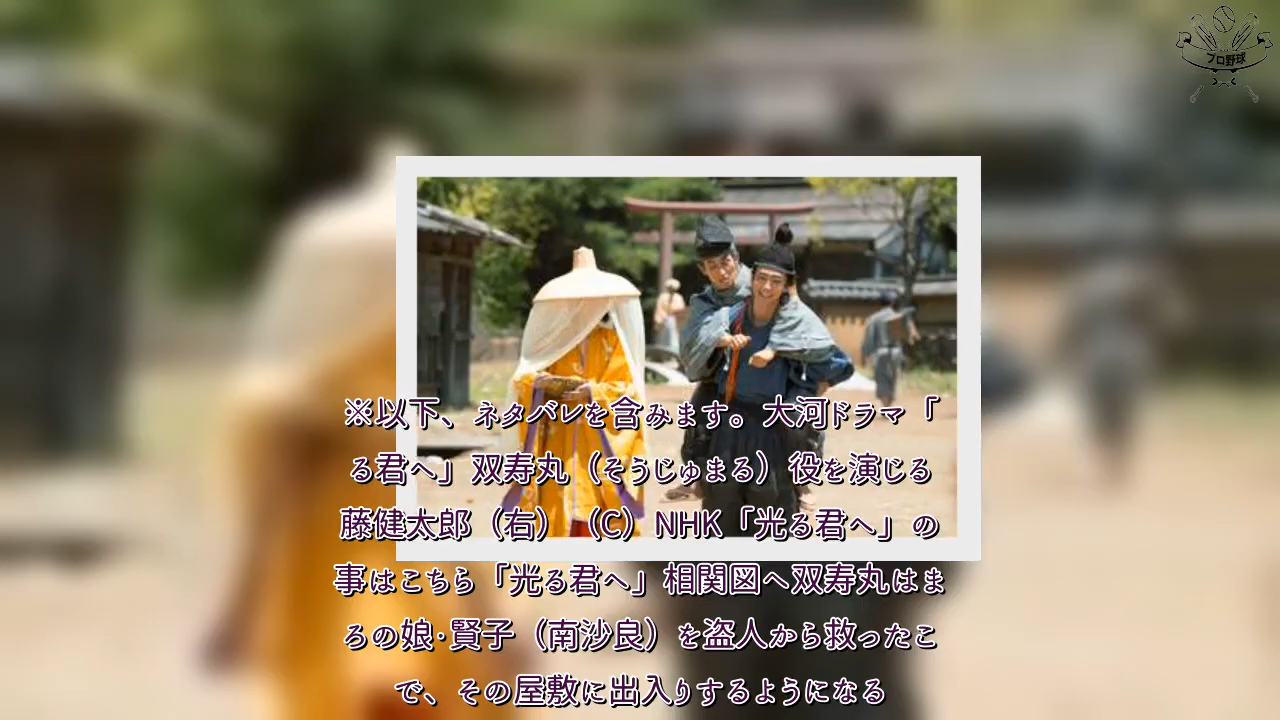 プロ野球
※以下、ネタバレを含みます。大河ドラマ「
る君へ」双寿丸（そうじゅまる）役を演じる
藤健太郎（右）（C）NHK「光る君へ」の
事はこちら「光る君へ」相関図へ双寿丸はま
ろの娘･賢子（南沙良）を盗人から救ったこ
で、その屋敷に出入りするようになる